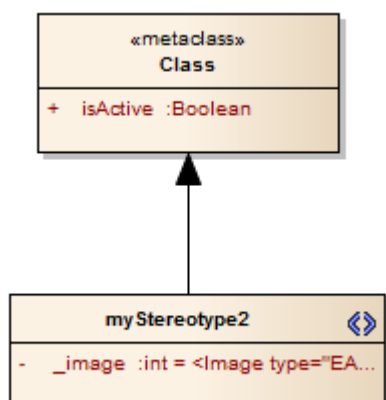 «metaclass»
Class
+ isActive :Boolean
myStereotype2
- _image :int = <Image type="EA...